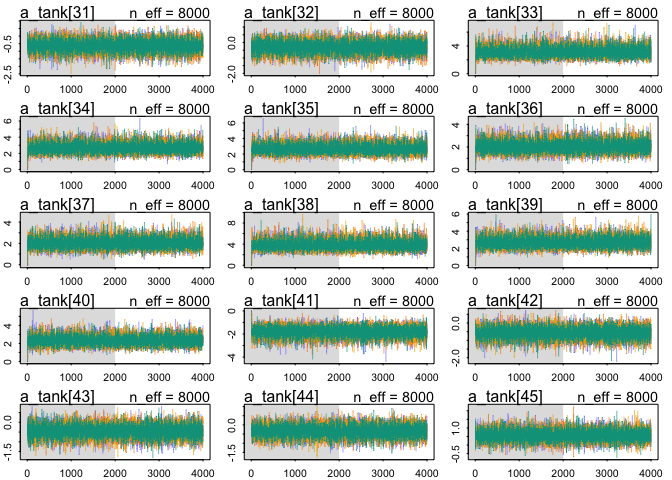 a_tank[31] n_eff = 8000 a_tank[32] n_eff = 8000 a_tank[33] n_eff = 8000
-0.5 0.0 4
-2.5 -2.0 0
0 1000 2000 3000 4000 0 1000 2000 3000 4000 0 1000 2000 3000 4000
a_tank[34] n_eff = 8000 a_tank[35] n_eff = 8000 a_tank[36] n_eff = 8000
6 6 4
4 4 2
2 2 0
0 0
0 1000 2000 3000 4000 0 1000 2000 3000 4000 0 1000 2000 3000 4000
a_tank[37] n_eff = 8000 a_tank[38] n_eff = 8000 a_tank[39] n_eff = 8000
4 8 6
2 4 4
0 0 2
0
0 1000 2000 3000 4000 0 1000 2000 3000 4000 0 1000 2000 3000 4000
a_tank[40] n_eff = 8000 a_tank[41] n_eff = 8000 a_tank[42] n_eff = 8000
4 0 0.0
2 -2 -2.0
0 -4
0 1000 2000 3000 4000 0 1000 2000 3000 4000 0 1000 2000 3000 4000
a_tank[43] n_eff = 8000 a_tank[44] n_eff = 8000 a_tank[45] n_eff = 8000
0.0 0.0 1.0
-1.5 -1.5 -0.5
0 1000 2000 3000 4000 0 1000 2000 3000 4000 0 1000 2000 3000 4000